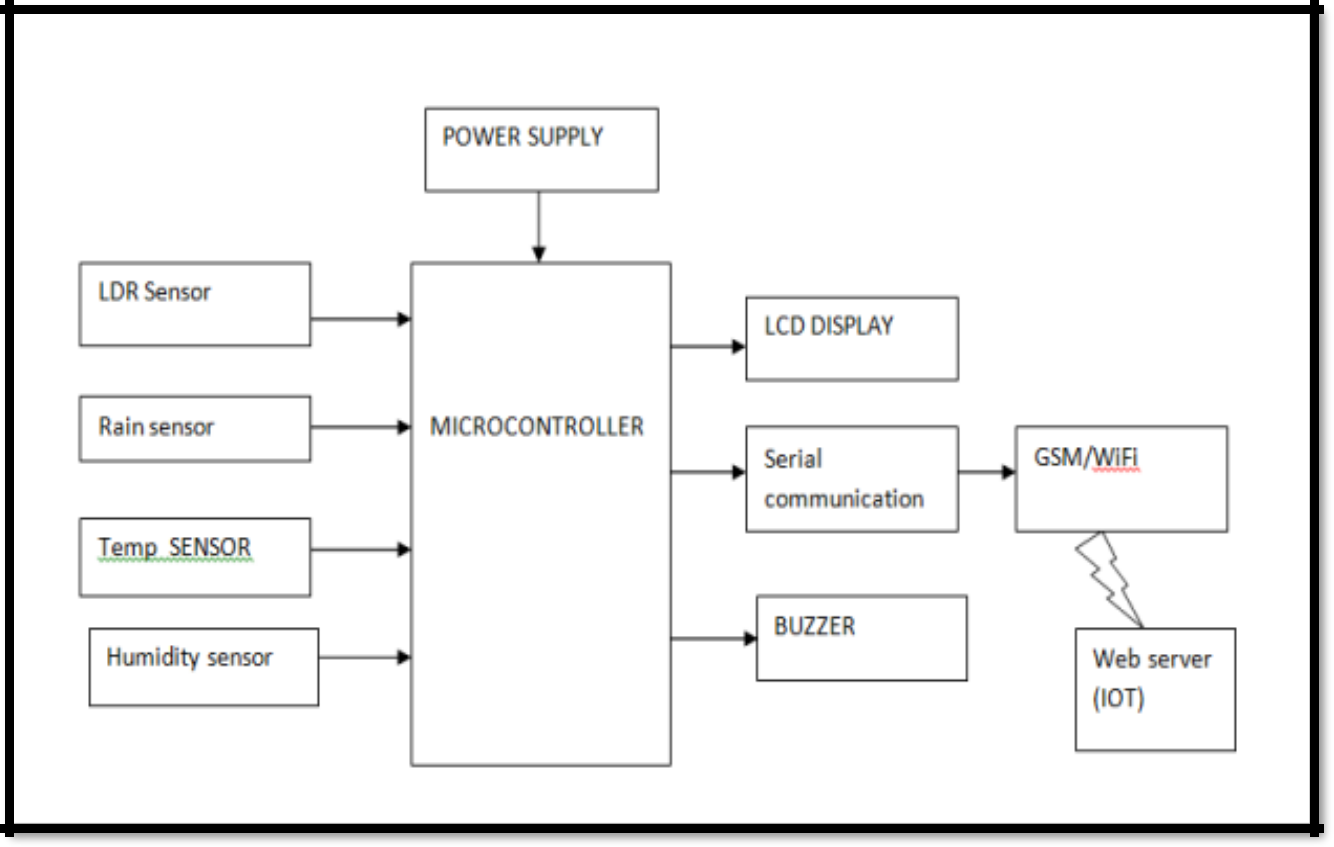 POWER SUPPLY
LDR Sensor
Rain sensor
Temp SENSOR
Humidity sensor
MICROCONTROLLER
LCD DISPLAY
Serial
communication
BUZZER
GSM/WiFi
Web server
(IOT)